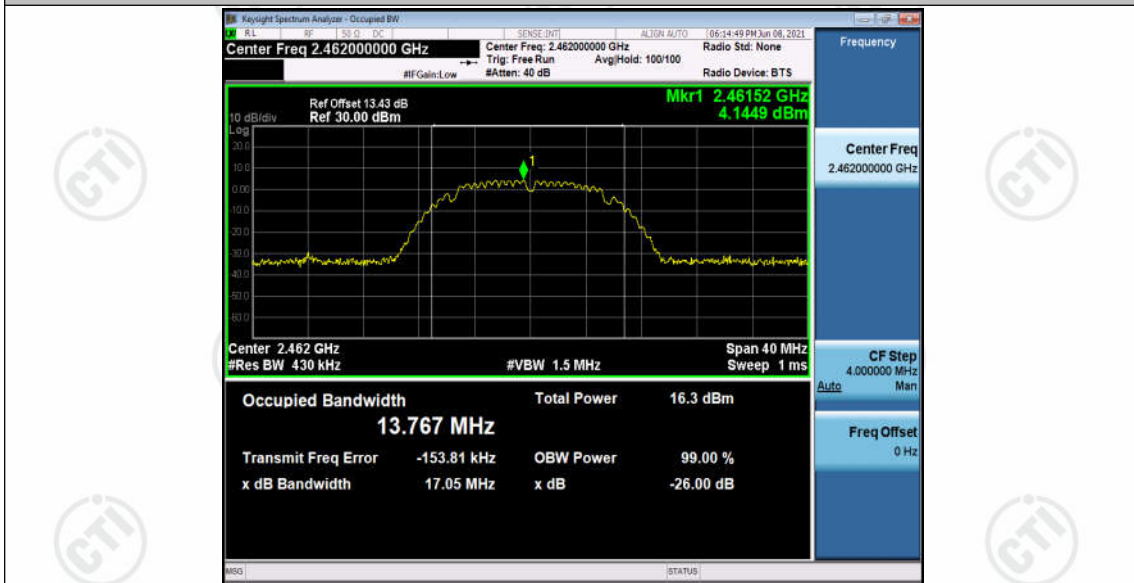 Keysight Spectrum Analyzer - Occupied BW
RL RF 50 Ω DC SENSE:INT ALIGN AUTO 06:14:49 PM Jun 08, 2021
Center Freq 2.462000000 GHz
Center Freq: 2.462000000 GHz
Radio Std: None
Trig: Free Run Avg|Hold: 100/100
#IFGain:Low #Atten: 40 dB Radio Device: BTS
Frequency
Mkr1 2.46152 GHz
4.1449 dBm
Ref Offset 13.43 dB
10 dB/div Ref 30.00 dBm
Log
20.0
10.0
0.00
-10.0
-20.0
-30.0
-40.0
-50.0
-60.0
1
Center 2.462 GHz Span 40 MHz
#Res BW 430 kHz #VBW 1.5 MHz Sweep 1 ms
Occupied Bandwidth Total Power 16.3 dBm
13.767 MHz
Transmit Freq Error -153.81 kHz OBW Power 99.00 %
x dB Bandwidth 17.05 MHz x dB -26.00 dB
Center Freq
2.462000000 GHz
CF Step
4.000000 MHz
Auto Man
Freq Offset
0 Hz
MSG STATUS
CTI
CTI
CTI
CTI